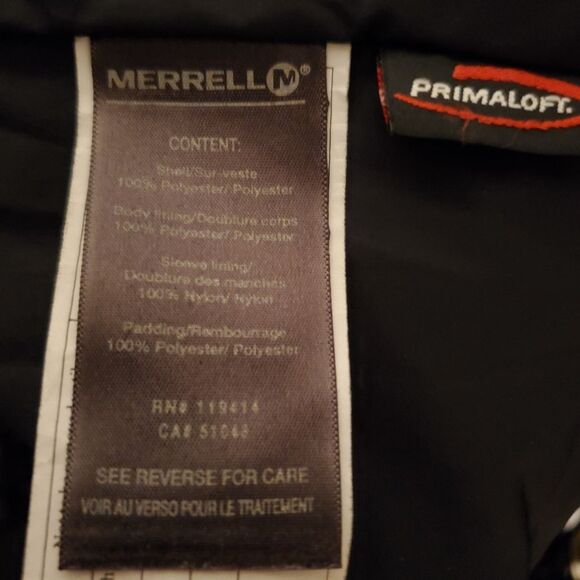 MERRELL M®
CONTENT:
Shell/Sur-veste
100% Polyester/ Polyester
Body lining/Doublure corps
100% Polyester/ Polyester
Sleeve lining/
Doublure des manches
100% Nylon/ Nylon
Padding/Rembourrage
100% Polyester/ Polyester
RN# 119414
CA# 51048
SEE REVERSE FOR CARE
VOIR AU VERSO POUR LE TRAITEMENT
PRIMALOFT.